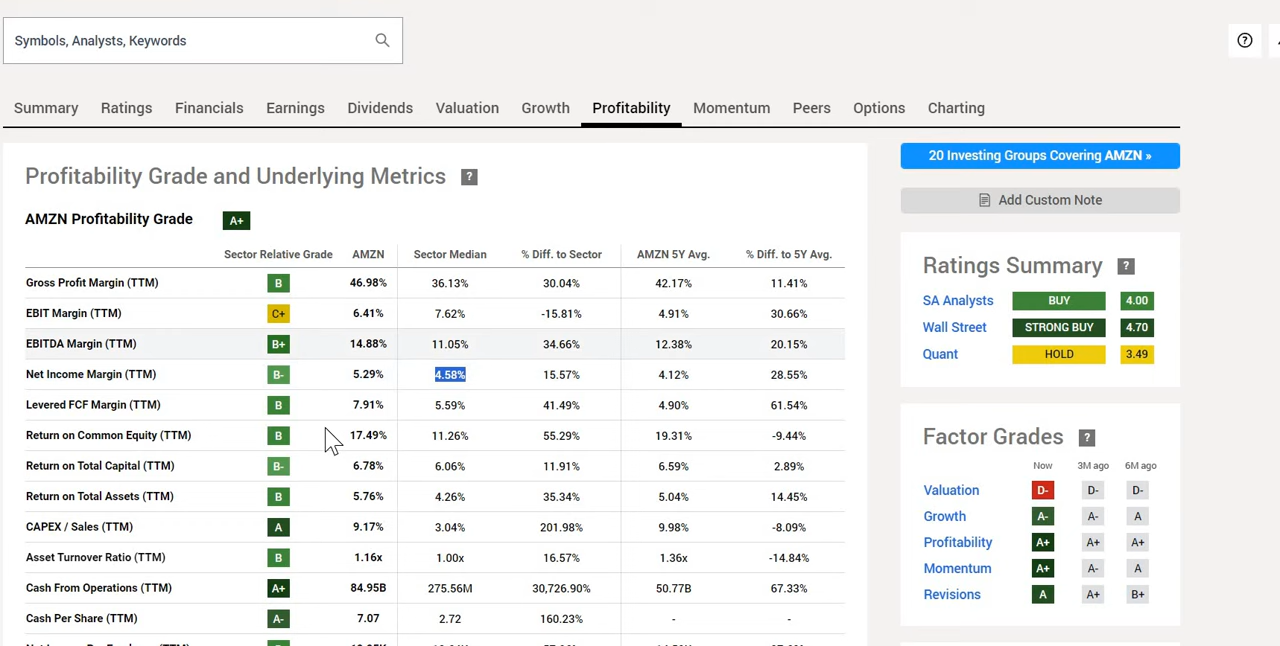 Symbols, Analysts, Keywords
Summary Ratings Financials Earnings Dividends Valuation Growth Profitability Momentum Peers Options Charting
Profitability Grade and Underlying Metrics ?
AMZN Profitability Grade A+
Sector Relative Grade AMZN Sector Median % Diff. to Sector AMZN 5Y Avg. % Diff. to 5Y Avg.
Gross Profit Margin (TTM) B 46.98% 36.13% 30.04% 42.17% 11.41%
EBIT Margin (TTM) C+ 6.41% 7.62% -15.81% 4.91% 30.66%
EBITDA Margin (TTM) B+ 14.88% 11.05% 34.66% 12.38% 20.15%
Net Income Margin (TTM) B- 5.29% 4.58% 15.57% 4.12% 28.55%
Levered FCF Margin (TTM) B 7.91% 5.59% 41.49% 4.90% 61.54%
Return on Common Equity (TTM) B 17.49% 11.26% 55.29% 19.31% -9.44%
Return on Total Capital (TTM) B- 6.78% 6.06% 11.91% 6.59% 2.89%
Return on Total Assets (TTM) B 5.76% 4.26% 35.34% 5.04% 14.45%
CAPEX / Sales (TTM) A 9.17% 3.04% 201.98% 9.98% -8.09%
Asset Turnover Ratio (TTM) B 1.16x 1.00x 16.57% 1.36x -14.84%
Cash From Operations (TTM) A+ 84.95B 275.56M 30,726.90% 50.77B 67.33%
Cash Per Share (TTM) A- 7.07 2.72 160.23% - -
20 Investing Groups Covering AMZN »
Add Custom Note
Ratings Summary ?
SA Analysts BUY 4.00
Wall Street STRONG BUY 4.70
Quant HOLD 3.49
Factor Grades ?
Now 3M ago 6M ago
Valuation D- D- D-
Growth A- A- A
Profitability A+ A+ A+
Momentum A+ A- A
Revisions A A+ B+